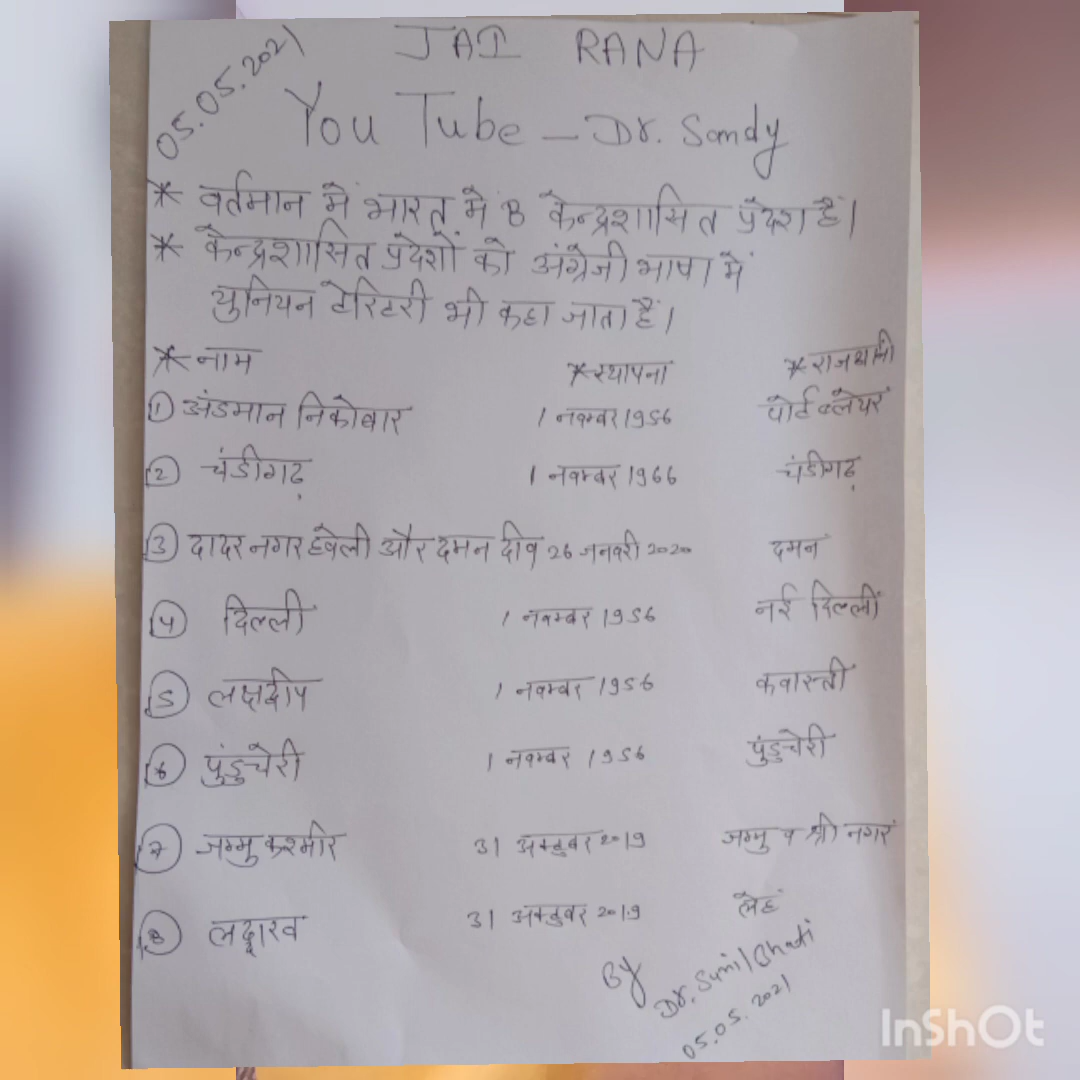 JAI RANA
05.05.2021
You Tube - Dr. Sandy
* वर्तमान में भारत में 8 केन्द्रशासित प्रदेश हैं।
* केन्द्रशासित प्रदेशों को अंग्रेजी भाषा में
युनियन टेरिटरी भी कहा जाता हैं।
* नाम * स्थापना * राजधानी
① अंडमान निकोबार 1 नवम्बर 1956 पोर्ट ब्लेयर
② चंडीगढ़ 1 नवम्बर 1966 चंडीगढ़
③ दादर नगर हवेली और दमन दीव 26 जनवरी 2020 दमन
④ दिल्ली 1 नवम्बर 1956 नई दिल्ली
⑤ लक्षद्वीप 1 नवम्बर 1956 कवारत्ती
⑥ पुंडुचेरी 1 नवम्बर 1956 पुंडुचेरी
⑦ जम्मु कश्मीर 31 अक्टुबर 2019 जम्मु व श्री नगर
⑧ लद्दाख 31 अक्टुबर 2019 लेह
By Dr. Sunil Bhati
05.05.2021
InShOt